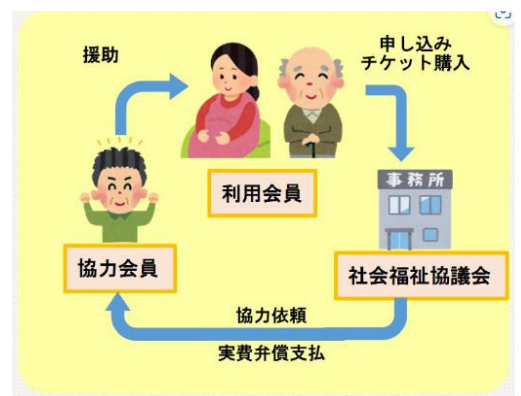 援助
申し込み
チケット購入
事務所
利用会員
協力会員
社会福祉協議会
協力依頼
実費弁償支払